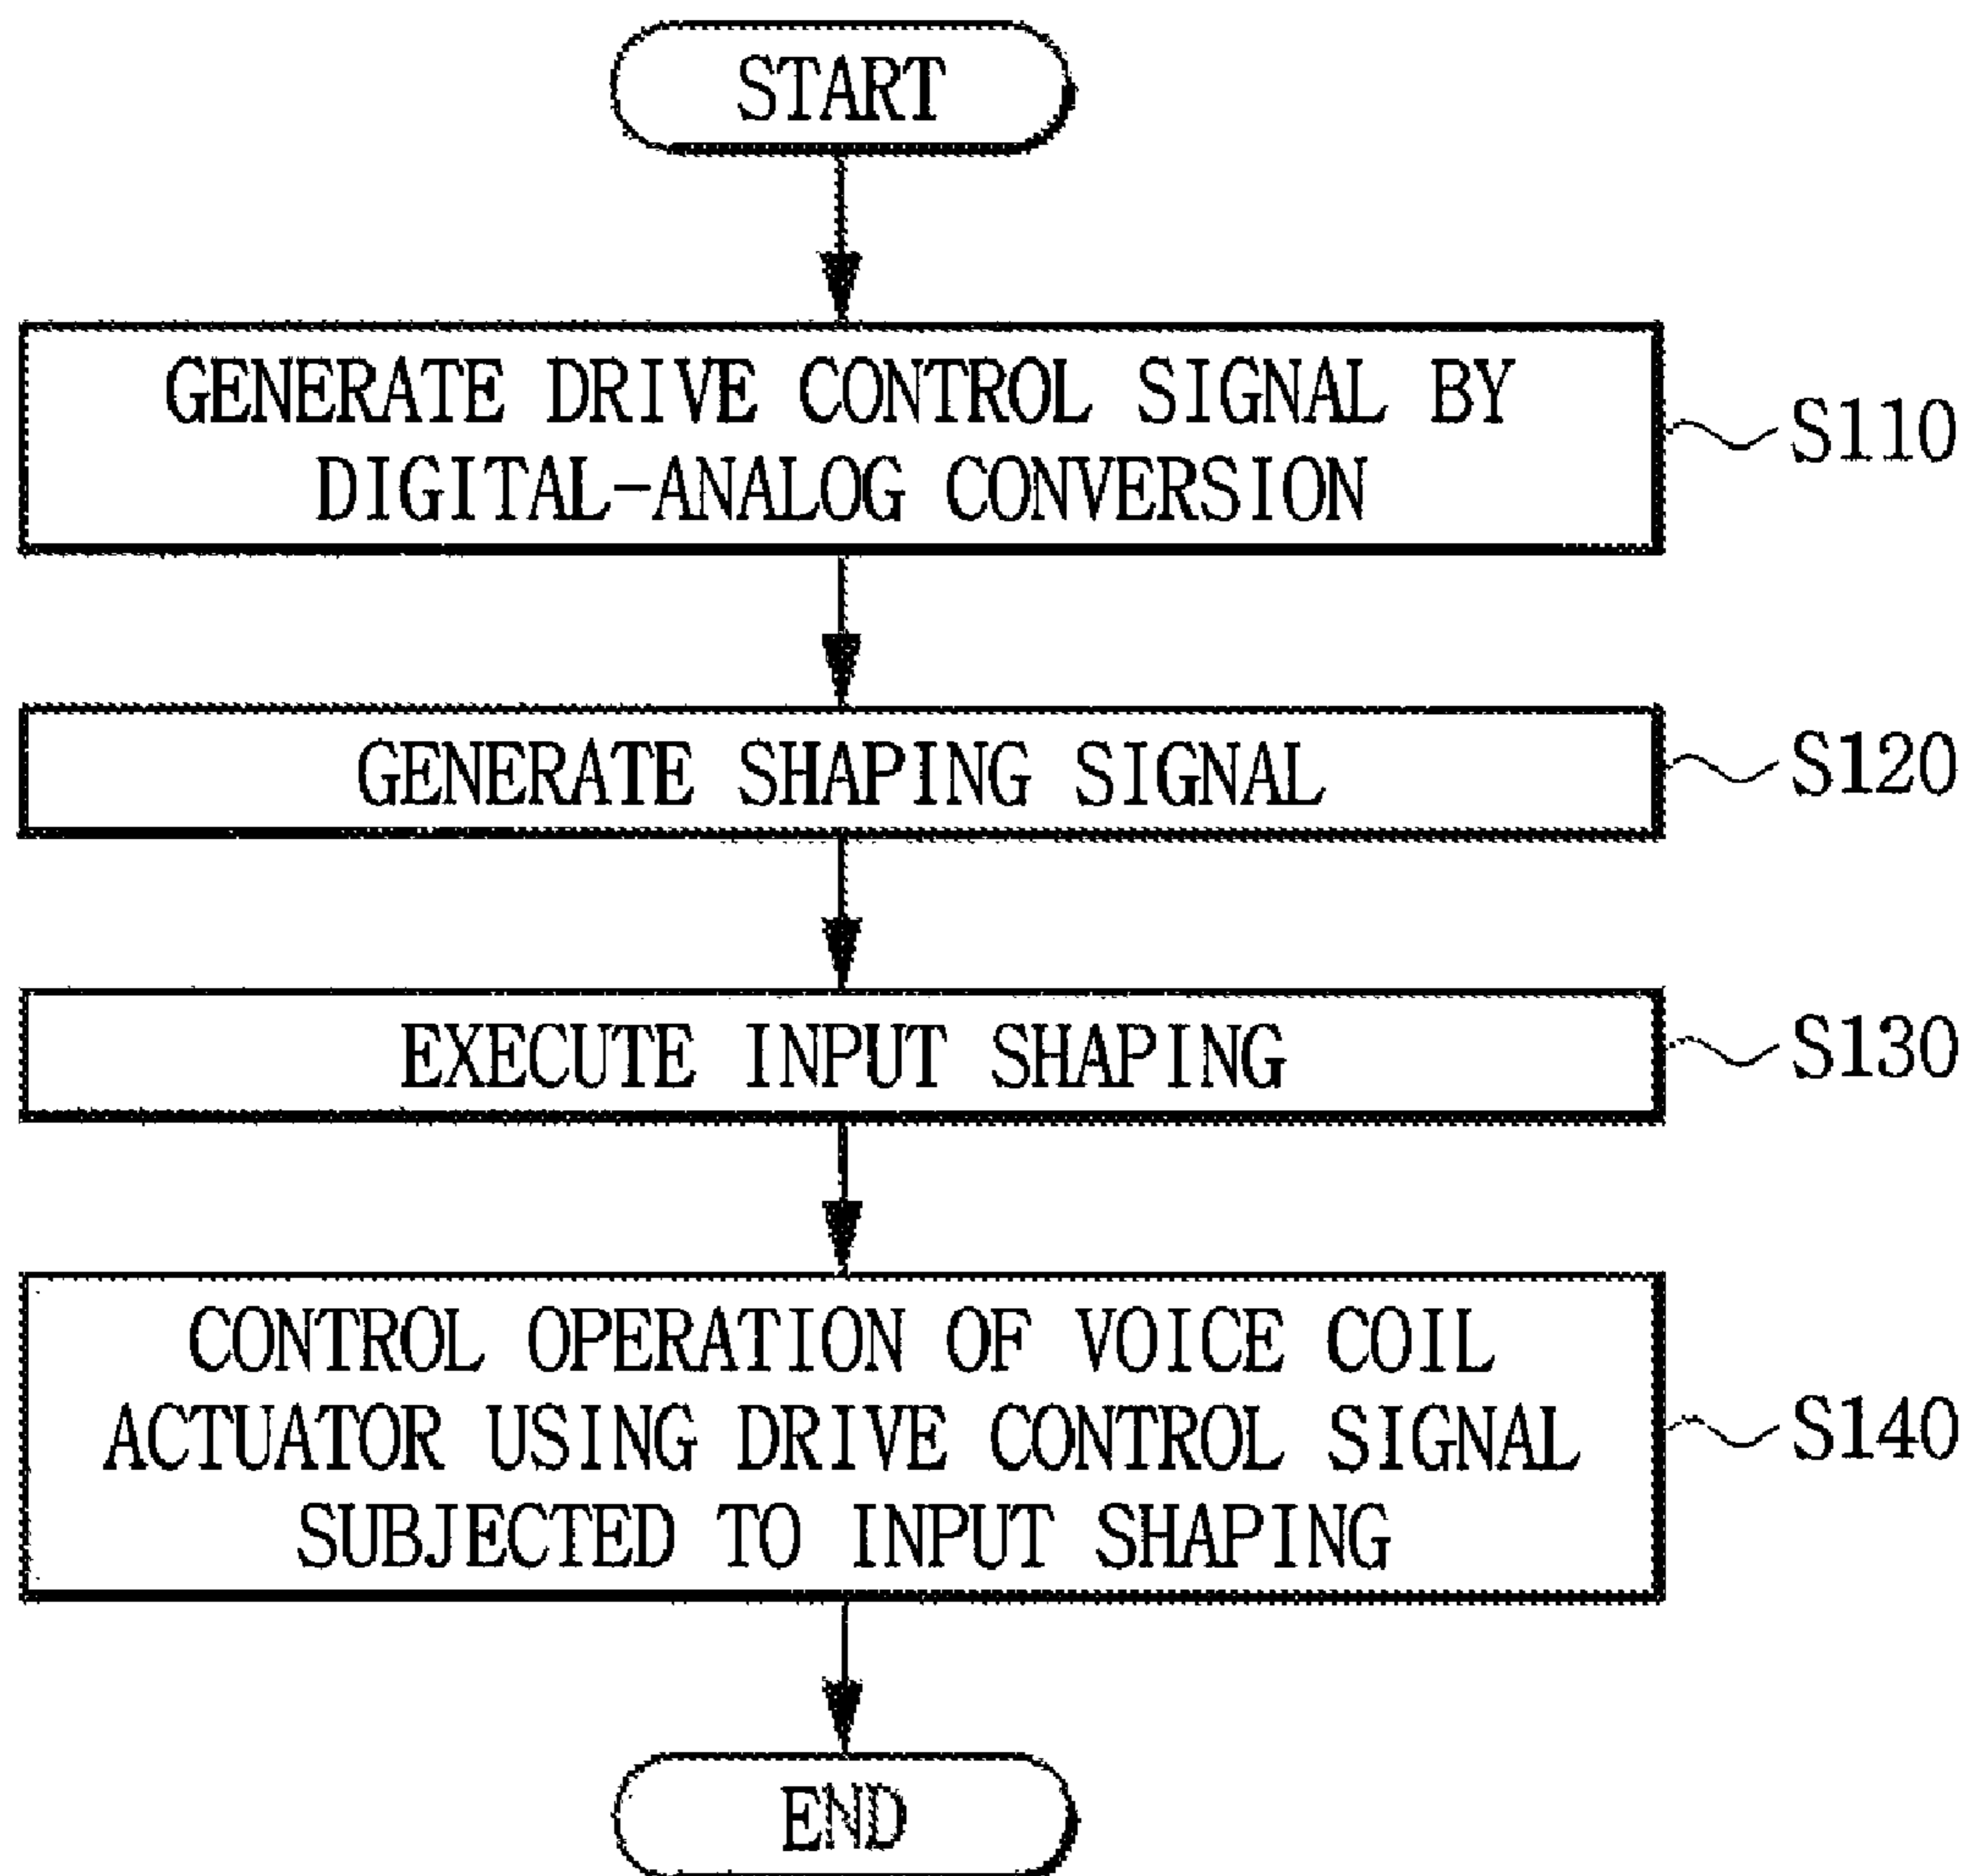 START
GENERATE DRIVE CONTROL SIGNAL BY
DIGITAL-ANALOG CONVERSION
S110
GENERATE SHAPING SIGNAL
S120
EXECUTE INPUT SHAPING
S130
CONTROL OPERATION OF VOICE COIL
ACTUATOR USING DRIVE CONTROL SIGNAL
SUBJECTED TO INPUT SHAPING
S140
END